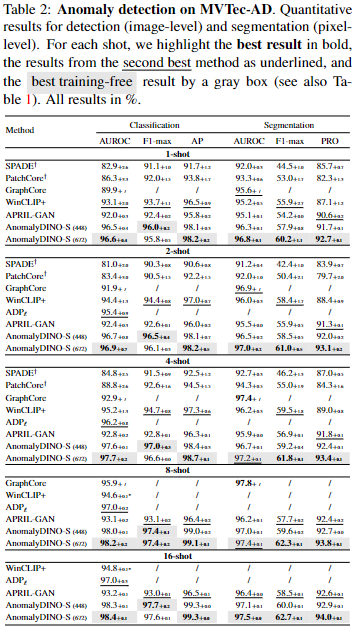 Table 2: Anomaly detection on MVTec-AD. Quantitative
results for detection (image-level) and segmentation (pixel-
level). For each shot, we highlight the best result in bold,
the results from the second best method as underlined, and
the best training-free result by a gray box (see also Ta-
ble 1). All results in %.
Method Classification Segmentation
AUROC F1-max AP AUROC F1-max PRO
1-shot
SPADE† 82.9±2.6 91.1±1.0 91.7±1.2 92.0±0.3 44.5±1.0 85.7±0.7
PatchCore† 86.3±3.3 92.0±1.5 93.8±1.7 93.3±0.6 53.0±1.7 82.3±1.3
GraphCore 89.9± / / / 95.6± / / /
WinCLIP+ 93.1±2.0 93.7±1.1 96.5±0.9 95.2±0.5 55.9±2.7 87.1±1.2
APRIL-GAN 92.0±0.3 92.4±0.2 95.8±0.2 95.1±0.1 54.2±0.0 90.6±0.2
AnomalyDINO-S (448) 96.5±0.4 96.0±0.2 98.1±0.3 96.3±0.1 57.9±0.8 91.7±0.1
AnomalyDINO-S (672) 96.6±0.4 95.8±0.5 98.2±0.2 96.8±0.1 60.2±1.1 92.7±0.1
2-shot
SPADE† 81.0±2.0 90.3±0.8 90.6±0.8 91.2±0.4 42.4±1.0 83.9±0.7
PatchCore† 83.4±3.0 90.5±1.5 92.2±1.5 92.0±1.0 50.4±2.1 79.7±2.0
GraphCore 91.9± / / / 96.9± / / /
WinCLIP+ 94.4±1.3 94.4±0.8 97.0±0.7 96.0±0.3 58.4±1.7 88.4±0.9
ADPℓ 95.4±0.9 / / / / /
APRIL-GAN 92.4±0.3 92.6±0.1 96.0±0.2 95.5±0.0 55.9±0.5 91.3±0.1
AnomalyDINO-S (448) 96.7±0.8 96.5±0.4 98.1±0.7 96.5±0.2 58.5±0.5 92.0±0.2
AnomalyDINO-S (672) 96.9±0.7 96.1±0.3 98.2±0.5 97.0±0.2 61.0±0.5 93.1±0.2
4-shot
SPADE† 84.8±2.5 91.5±0.9 92.5±1.2 92.7±0.3 46.2±1.3 87.0±0.5
PatchCore† 88.8±2.6 92.6±1.6 94.5±1.5 94.3±0.5 55.0±1.9 84.3±1.6
GraphCore 92.9± / / / 97.4± / / /
WinCLIP+ 95.2±1.3 94.7±0.8 97.3±0.6 96.2±0.3 59.5±1.8 89.0±0.8
ADPℓ 96.2±0.8 / / / / /
APRIL-GAN 92.8±0.2 92.8±0.1 96.3±0.1 95.9±0.0 56.9±0.1 91.8±0.1
AnomalyDINO-S (448) 97.6±0.1 97.0±0.3 98.4±0.3 96.7±0.1 59.2±0.4 92.4±0.1
AnomalyDINO-S (672) 97.7±0.2 96.6±0.0 98.7±0.1 97.2±0.1 61.8±0.1 93.4±0.1
8-shot
GraphCore 95.9± / / / 97.8± / / /
WinCLIP+ 94.6±0.1* / / / / /
ADPℓ 97.0±0.2 / / / / /
APRIL-GAN 93.1±0.2 93.1±0.2 96.4±0.2 96.2±0.1 57.7±0.2 92.4±0.2
AnomalyDINO-S (448) 98.0±0.1 97.4±0.1 99.0±0.2 97.0±0.1 59.6±0.2 92.7±0.0
AnomalyDINO-S (672) 98.2±0.2 97.4±0.2 99.1±0.1 97.4±0.1 62.3±0.1 93.8±0.1
16-shot
WinCLIP+ 94.8±0.1* / / / / /
ADPℓ 97.0±0.3 / / / / /
APRIL-GAN 93.2±0.1 93.0±0.1 96.5±0.1 96.4±0.0 58.5±0.1 92.6±0.1
AnomalyDINO-S (448) 98.3±0.1 97.7±0.2 99.3±0.0 97.1±0.1 60.0±0.1 92.9±0.1
AnomalyDINO-S (672) 98.4±0.1 97.6±0.1 99.3±0.0 97.5±0.0 62.7±0.1 94.0±0.1